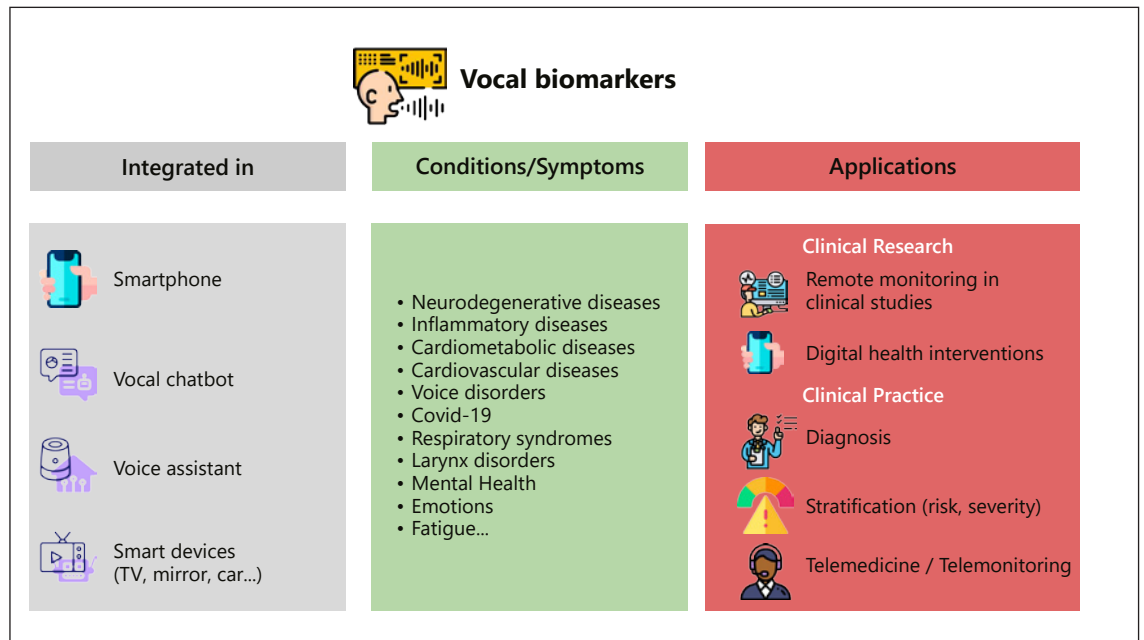 Vocal biomarkers
Integrated in
Smartphone
Vocal chatbot
Voice assistant
Smart devices
(TV, mirror, car...)
Conditions/Symptoms
• Neurodegenerative diseases
• Inflammatory diseases
• Cardiometabolic diseases
• Cardiovascular diseases
• Voice disorders
• Covid-19
• Respiratory syndromes
• Larynx disorders
• Mental Health
• Emotions
• Fatigue...
Applications
Clinical Research
Remote monitoring in
clinical studies
Digital health interventions
Clinical Practice
Diagnosis
Stratification (risk, severity)
Telemedicine / Telemonitoring